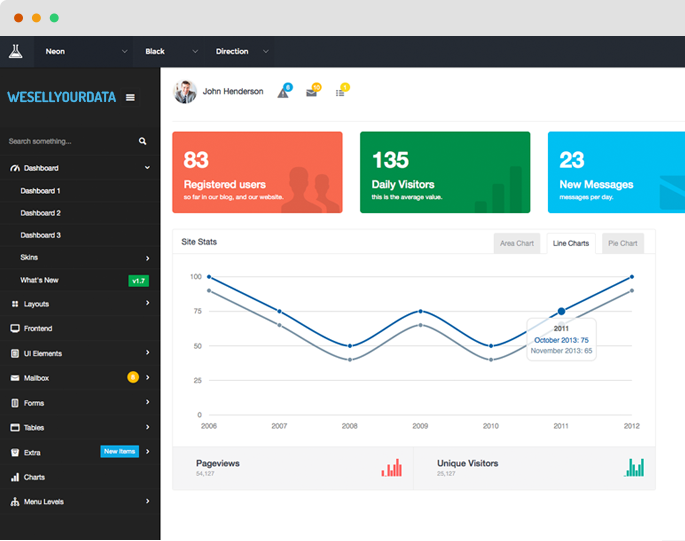 Neon
Black
Direction
WESELLYOURDATA
John Henderson
6
10
1
Search something...
Dashboard
Dashboard 1
Dashboard 2
Dashboard 3
Skins
What's New
v1.7
Layouts
Frontend
UI Elements
Mailbox
8
Forms
Tables
Extra
New Items
Charts
Menu Levels
83
Registered users
so far in our blog, and our website.
135
Daily Visitors
this is the average value.
23
New Messages
messages per day.
Site Stats
Area Chart
Line Charts
Pie Chart
100
75
50
25
0
2006
2007
2008
2009
2010
2011
2012
2011
October 2013: 75
November 2013: 65
Pageviews
54,127
Unique Visitors
25,127